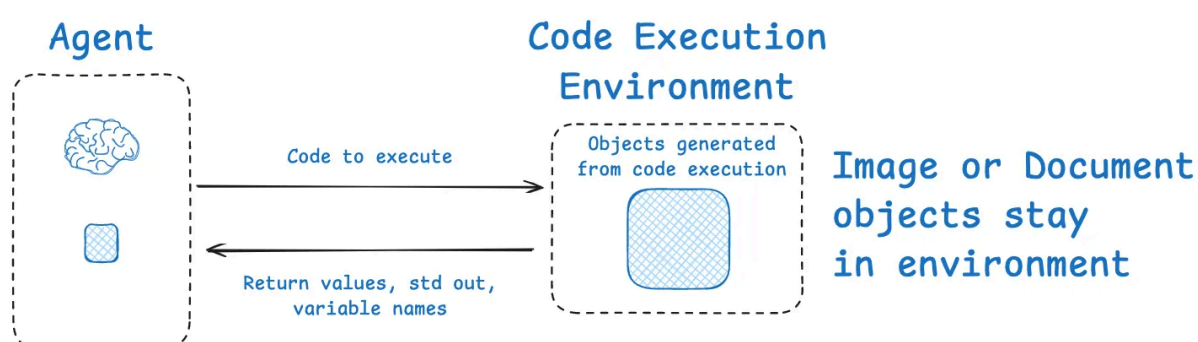 Agent
Code Execution
Environment
Objects generated
from code execution
Code to execute
Return values, std out,
variable names
Image or Document
objects stay
in environment